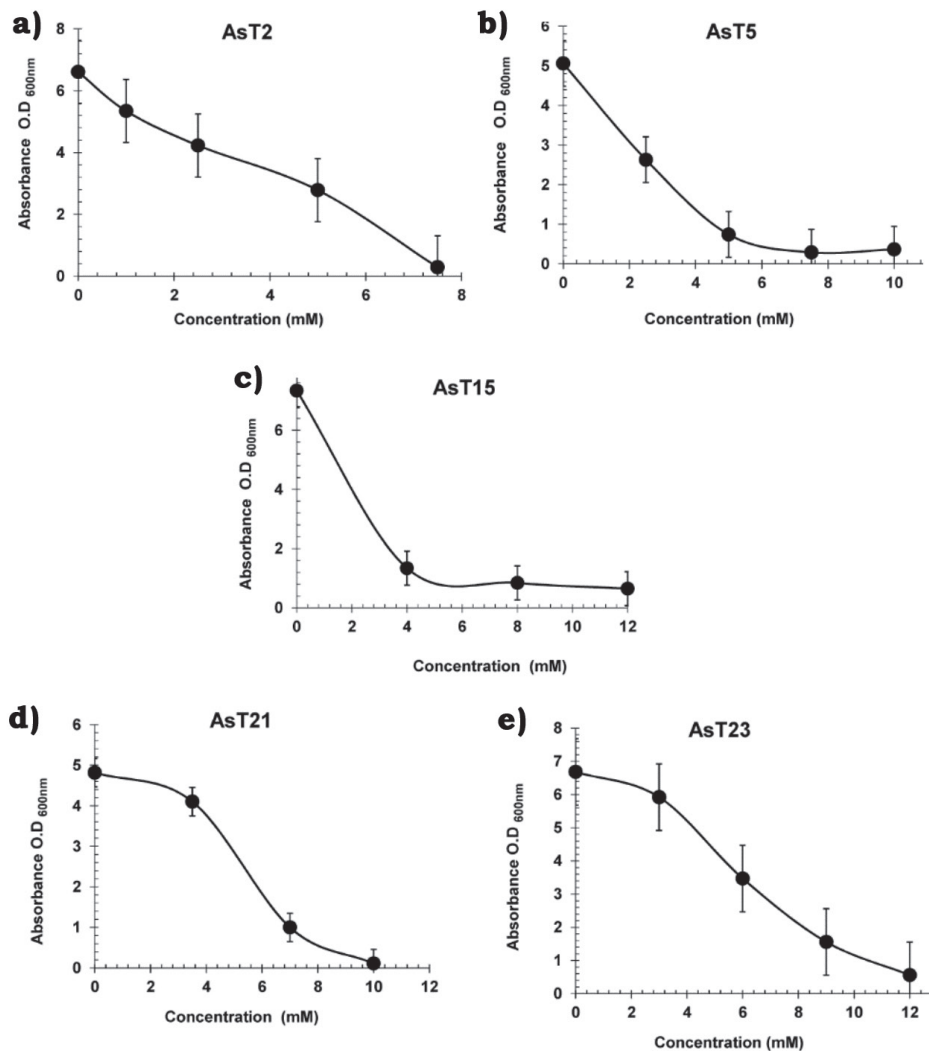 a)
AsT2
Absorbance O.D 600nm
8
6
4
2
0
0 2 4 6 8
Concentration (mM)
b)
AsT5
Absorbance O.D 600nm
6
5
4
3
2
1
0
0 2 4 6 8 10
Concentration (mM)
c)
AsT15
Absorbance O.D 600nm
6
4
2
0
0 2 4 6 8 10 12
Concentration (mM)
d)
AsT21
Absorbance O.D 600nm
6
5
4
3
2
1
0
0 2 4 6 8 10 12
Concentration (mM)
e)
AsT23
Absorbance O.D 600nm
8
7
6
5
4
3
2
1
0
0 2 4 6 8 10 12
Concentration (mM)